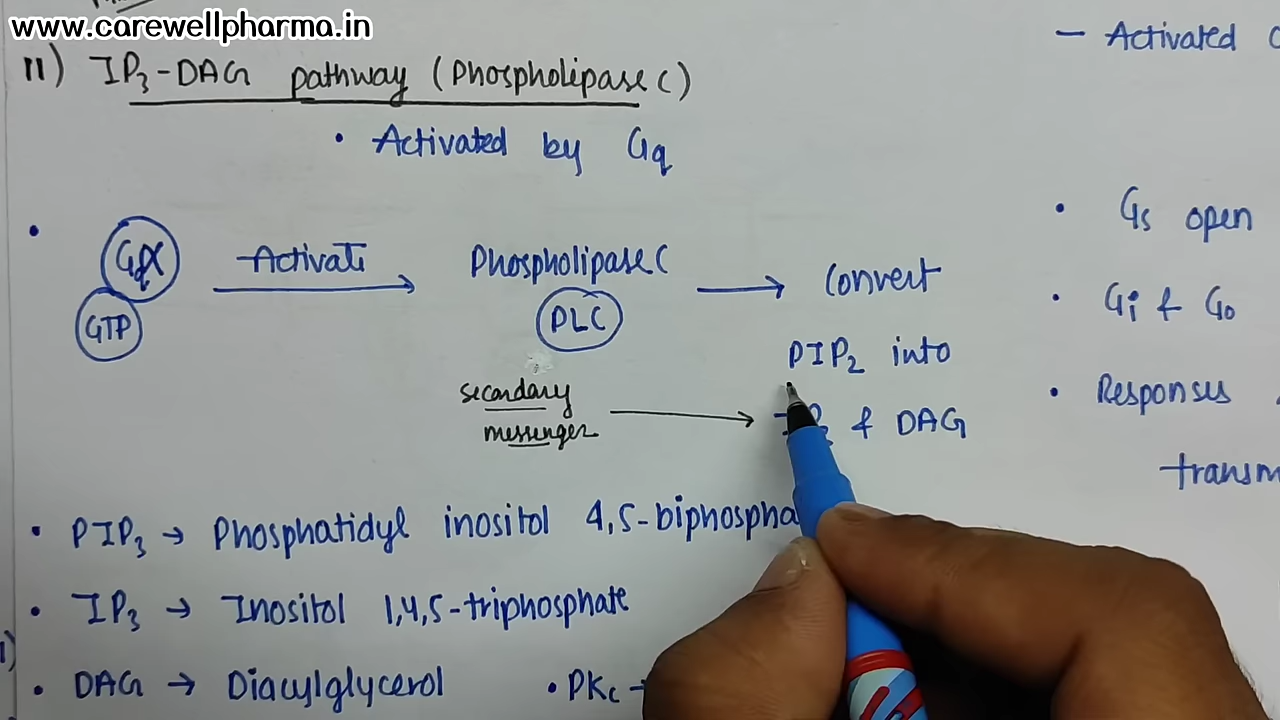 www.carewellpharma.in
II) IP3-DAG pathway (Phospholipase C)
• Activated by Gq
• Gqα
GTP
Activate
Phospholipase C
PLC
Convert
PIP2 into
& DAG
secondary
messenger
• PIP3 → Phosphatidyl inositol 4,5-biphospha
• IP3 → Inositol 1,4,5-triphosphate
• DAG → Diacylglycerol
• PKc →
- Activated
• Gs open
• Gi & Go
• Responses
transm